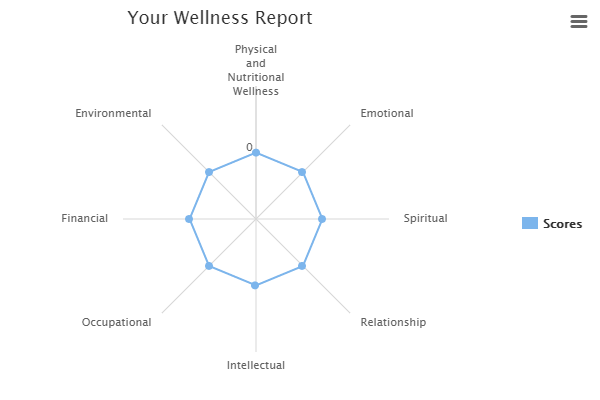 Your Wellness Report
Physical
and
Nutritional
Wellness
Environmental
Emotional
0
Financial
Spiritual
Scores
Occupational
Relationship
Intellectual